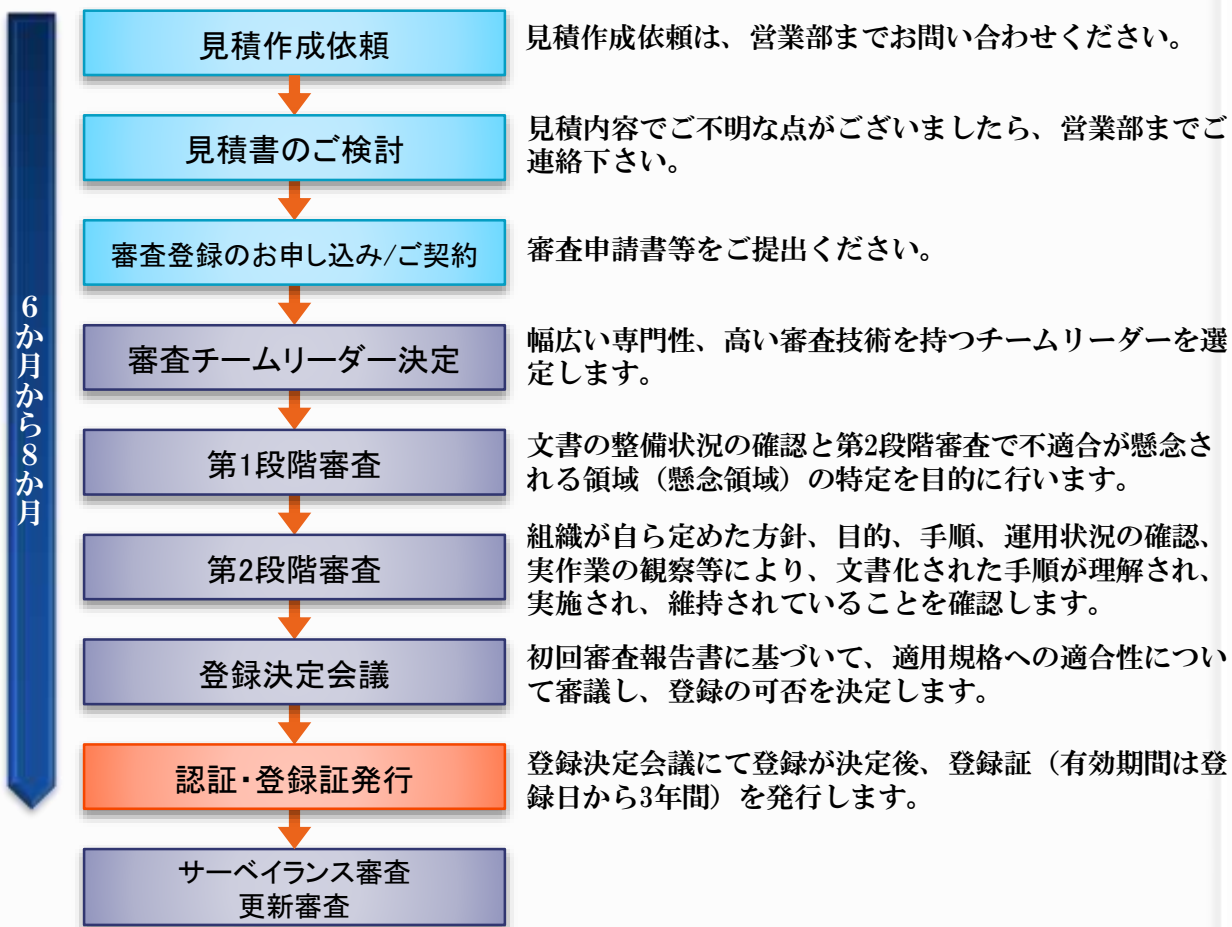 6か月から8か月
見積作成依頼
見積作成依頼は、営業部までお問い合わせください。
見積書のご検討
見積内容でご不明な点がございましたら、営業部までご
連絡下さい。
審査登録のお申し込み/ご契約
審査申請書等をご提出ください。
審査チームリーダー決定
幅広い専門性、高い審査技術を持つチームリーダーを選
定します。
第1段階審査
文書の整備状況の確認と第2段階審査で不適合が懸念さ
れる領域（懸念領域）の特定を目的に行います。
第2段階審査
組織が自ら定めた方針、目的、手順、運用状況の確認、
実作業の観察等により、文書化された手順が理解され、
実施され、維持されていることを確認します。
登録決定会議
初回審査報告書に基づいて、適用規格への適合性につい
て審議し、登録の可否を決定します。
認証・登録証発行
登録決定会議にて登録が決定後、登録証（有効期間は登
録日から3年間）を発行します。
サーベイランス審査
更新審査